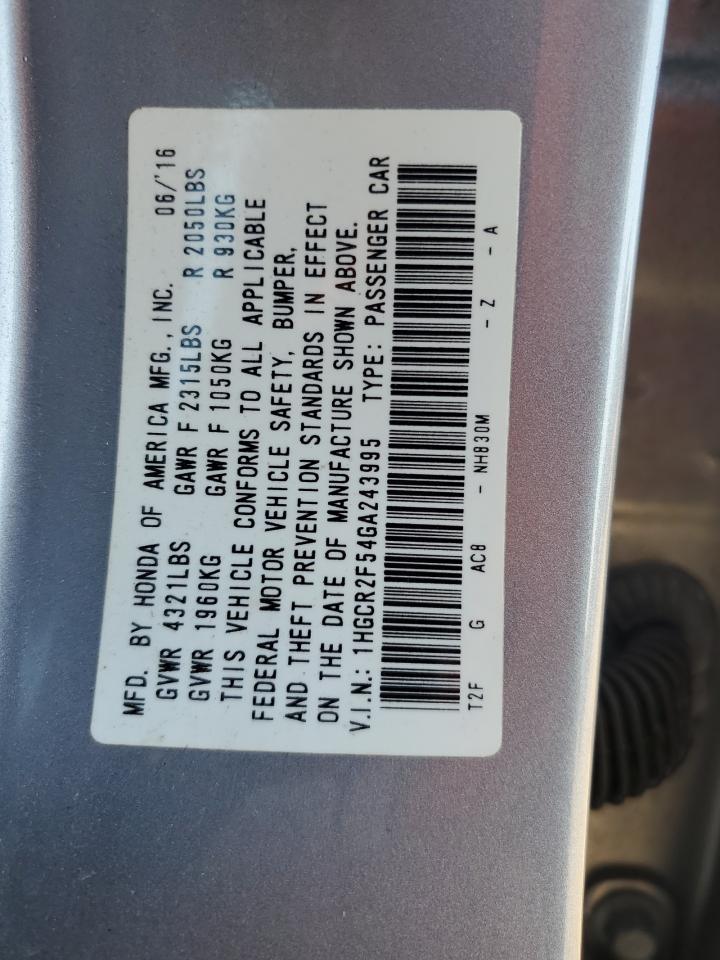 MFD. BY HONDA OF AMERICA MFG., INC. 06/'16
GVWR 4321LBS GAWR F 2315LBS R 2050LBS
GVWR 1960KG GAWR F 1050KG R 930KG
THIS VEHICLE CONFORMS TO ALL APPLICABLE
FEDERAL MOTOR VEHICLE SAFETY, BUMPER,
AND THEFT PREVENTION STANDARDS IN EFFECT
ON THE DATE OF MANUFACTURE SHOWN ABOVE.
V.I.N.: 1HGCR2F54GA243995 TYPE: PASSENGER CAR
T2F G AC8 - NH830M - Z - A